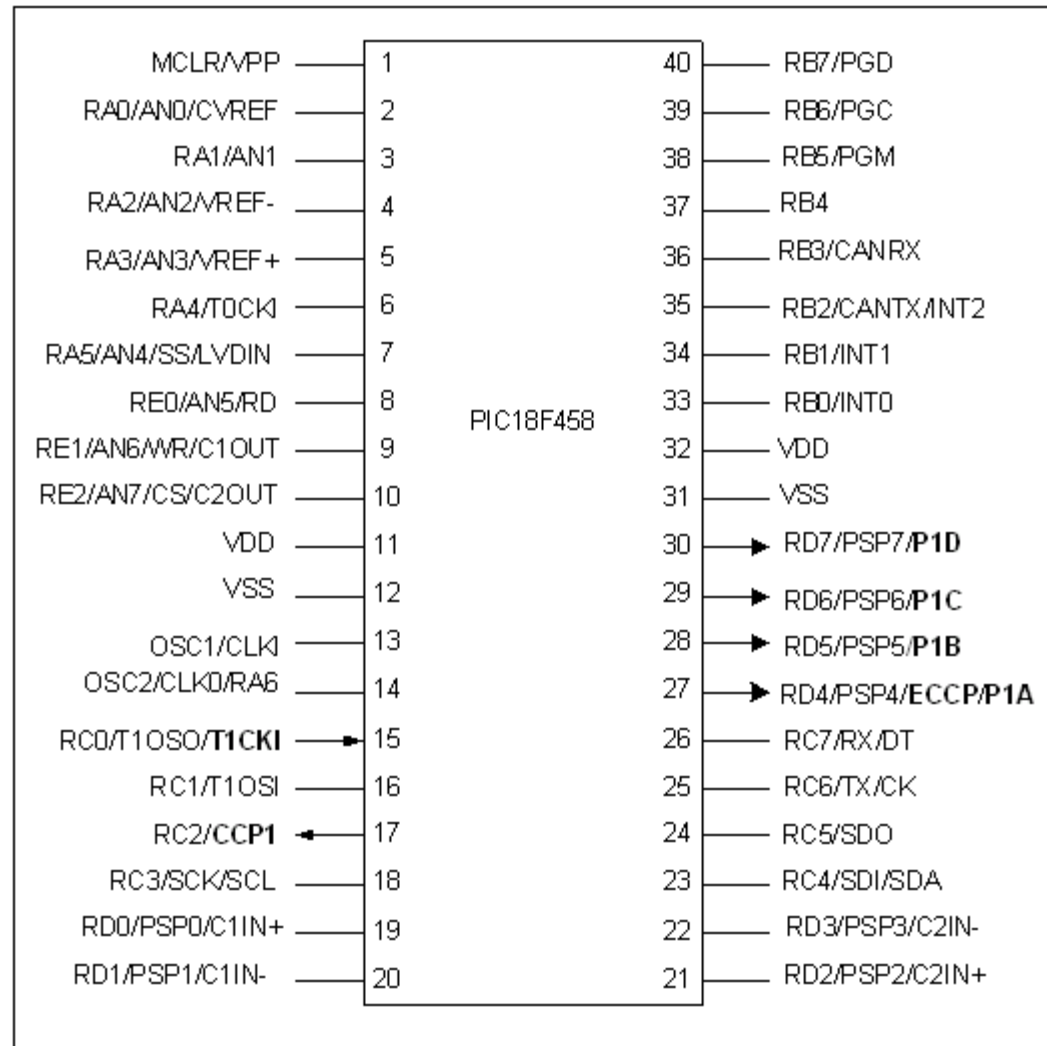 MCLR/VPP 1 40 RB7/PGD
RA0/AN0/CVREF 2 39 RB6/PGC
RA1/AN1 3 38 RB5/PGM
RA2/AN2/VREF- 4 37 RB4
RA3/AN3/VREF+ 5 36 RB3/CANRX
RA4/T0CKI 6 35 RB2/CANTX/INT2
RA5/AN4/SS/LVDIN 7 34 RB1/INT1
RE0/AN5/RD 8 33 RB0/INT0
PIC18F458
RE1/AN6/WR/C1OUT 9 32 VDD
RE2/AN7/CS/C2OUT 10 31 VSS
VDD 11 30 RD7/PSP7/P1D
VSS 12 29 RD6/PSP6/P1C
OSC1/CLKI 13 28 RD5/PSP5/P1B
OSC2/CLK0/RA6 14 27 RD4/PSP4/ECCP/P1A
RC0/T1OSO/T1CKI 15 26 RC7/RX/DT
RC1/T1OSI 16 25 RC6/TX/CK
RC2/CCP1 17 24 RC5/SDO
RC3/SCK/SCL 18 23 RC4/SDI/SDA
RD0/PSP0/C1IN+ 19 22 RD3/PSP3/C2IN-
RD1/PSP1/C1IN- 20 21 RD2/PSP2/C2IN+